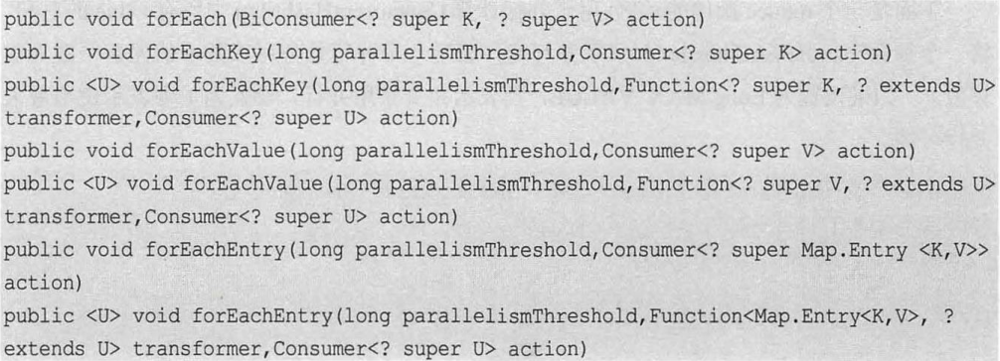 public void forEach(BiConsumer<? super K, ? super V> action)
public void forEachKey(long parallelismThreshold,Consumer<? super K> action)
public <U> void forEachKey(long parallelismThreshold,Function<? super K, ? extends U>
transformer,Consumer<? super U> action)
public void forEachValue(long parallelismThreshold,Consumer<? super V> action)
public <U> void forEachValue(long parallelismThreshold,Function<? super V, ? extends U>
transformer,Consumer<? super U> action)
public void forEachEntry(long parallelismThreshold,Consumer<? super Map.Entry <K,V>>
action)
public <U> void forEachEntry(long parallelismThreshold,Function<Map.Entry<K,V>, ?
extends U> transformer,Consumer<? super U> action)